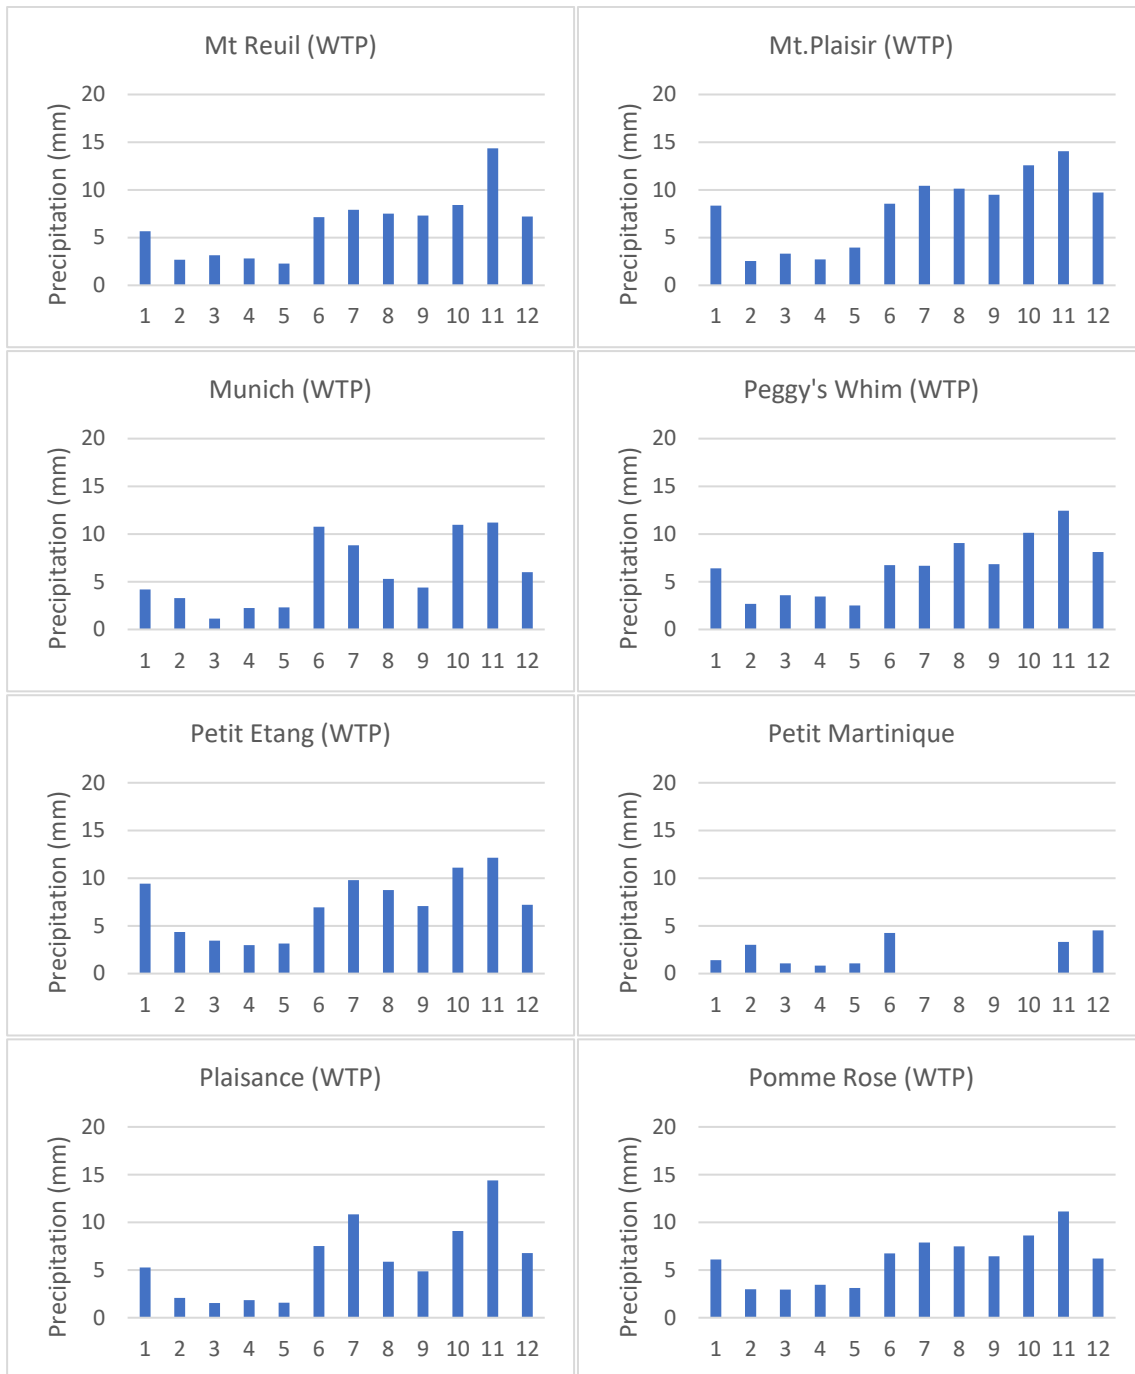 Mt Reuil (WTP)
Precipitation (mm)
20
15
10
5
0
1 2 3 4 5 6 7 8 9 10 11 12
Mt.Plaisir (WTP)
Precipitation (mm)
20
15
10
5
0
1 2 3 4 5 6 7 8 9 10 11 12
Munich (WTP)
Precipitation (mm)
20
15
10
5
0
1 2 3 4 5 6 7 8 9 10 11 12
Peggy's Whim (WTP)
Precipitation (mm)
20
15
10
5
0
1 2 3 4 5 6 7 8 9 10 11 12
Petit Etang (WTP)
Precipitation (mm)
20
15
10
5
0
1 2 3 4 5 6 7 8 9 10 11 12
Petit Martinique
Precipitation (mm)
20
15
10
5
0
1 2 3 4 5 6 7 8 9 10 11 12
Plaisance (WTP)
Precipitation (mm)
20
15
10
5
0
1 2 3 4 5 6 7 8 9 10 11 12
Pomme Rose (WTP)
Precipitation (mm)
20
15
10
5
0
1 2 3 4 5 6 7 8 9 10 11 12